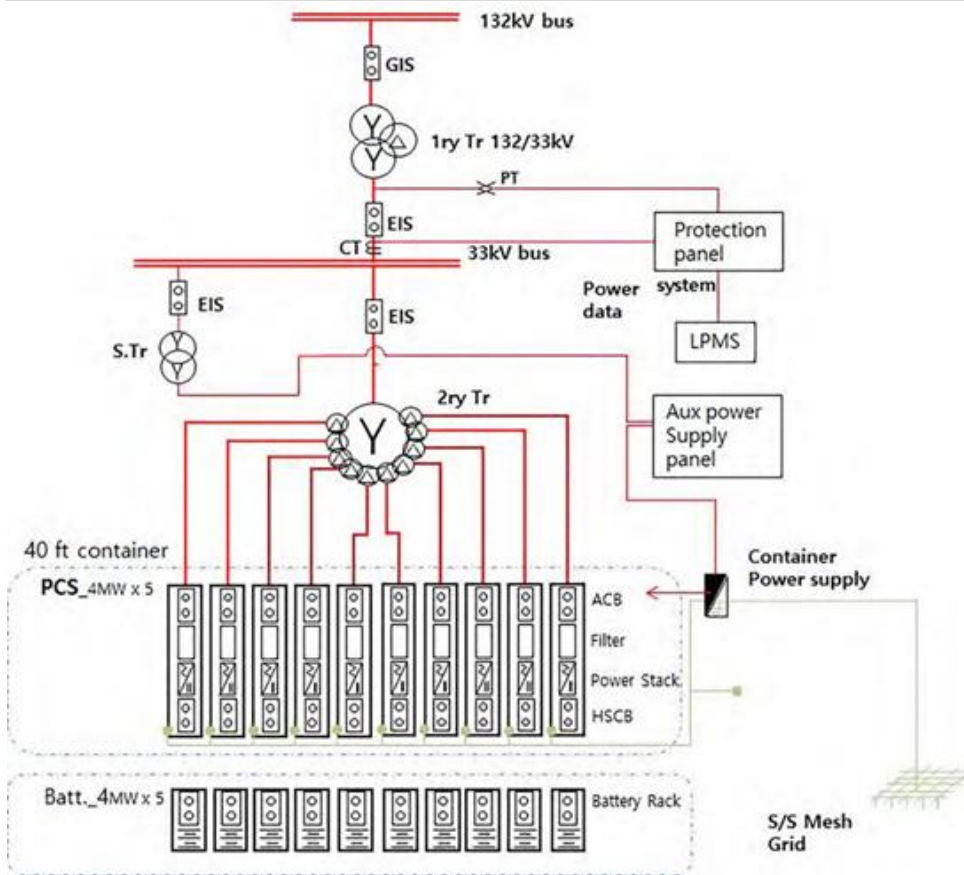 132kV bus
GIS
1ry Tr 132/33kV
PT
EIS
CT
33kV bus
Protection
panel
system
Power
data
LPMS
EIS
EIS
S.Tr
2ry Tr
Aux power
Supply
panel
40 ft container
Container
Power supply
PCS_4MW x 5
ACB
Filter
Power Stack
HSCB
Batt._4MW x 5
Battery Rack
S/S Mesh
Grid